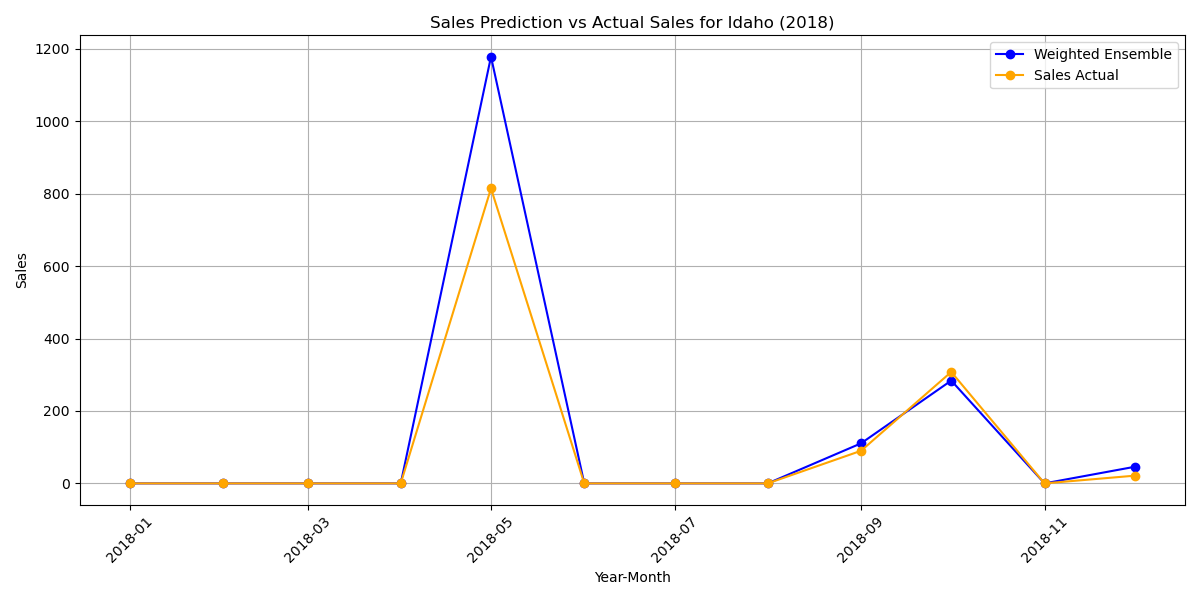 Sales Prediction vs Actual Sales for Idaho (2018)
Weighted Ensemble
Sales Actual
1200
1000
800
600
400
200
0
Sales
2018-01
2018-03
2018-05
2018-07
2018-09
2018-11
Year-Month